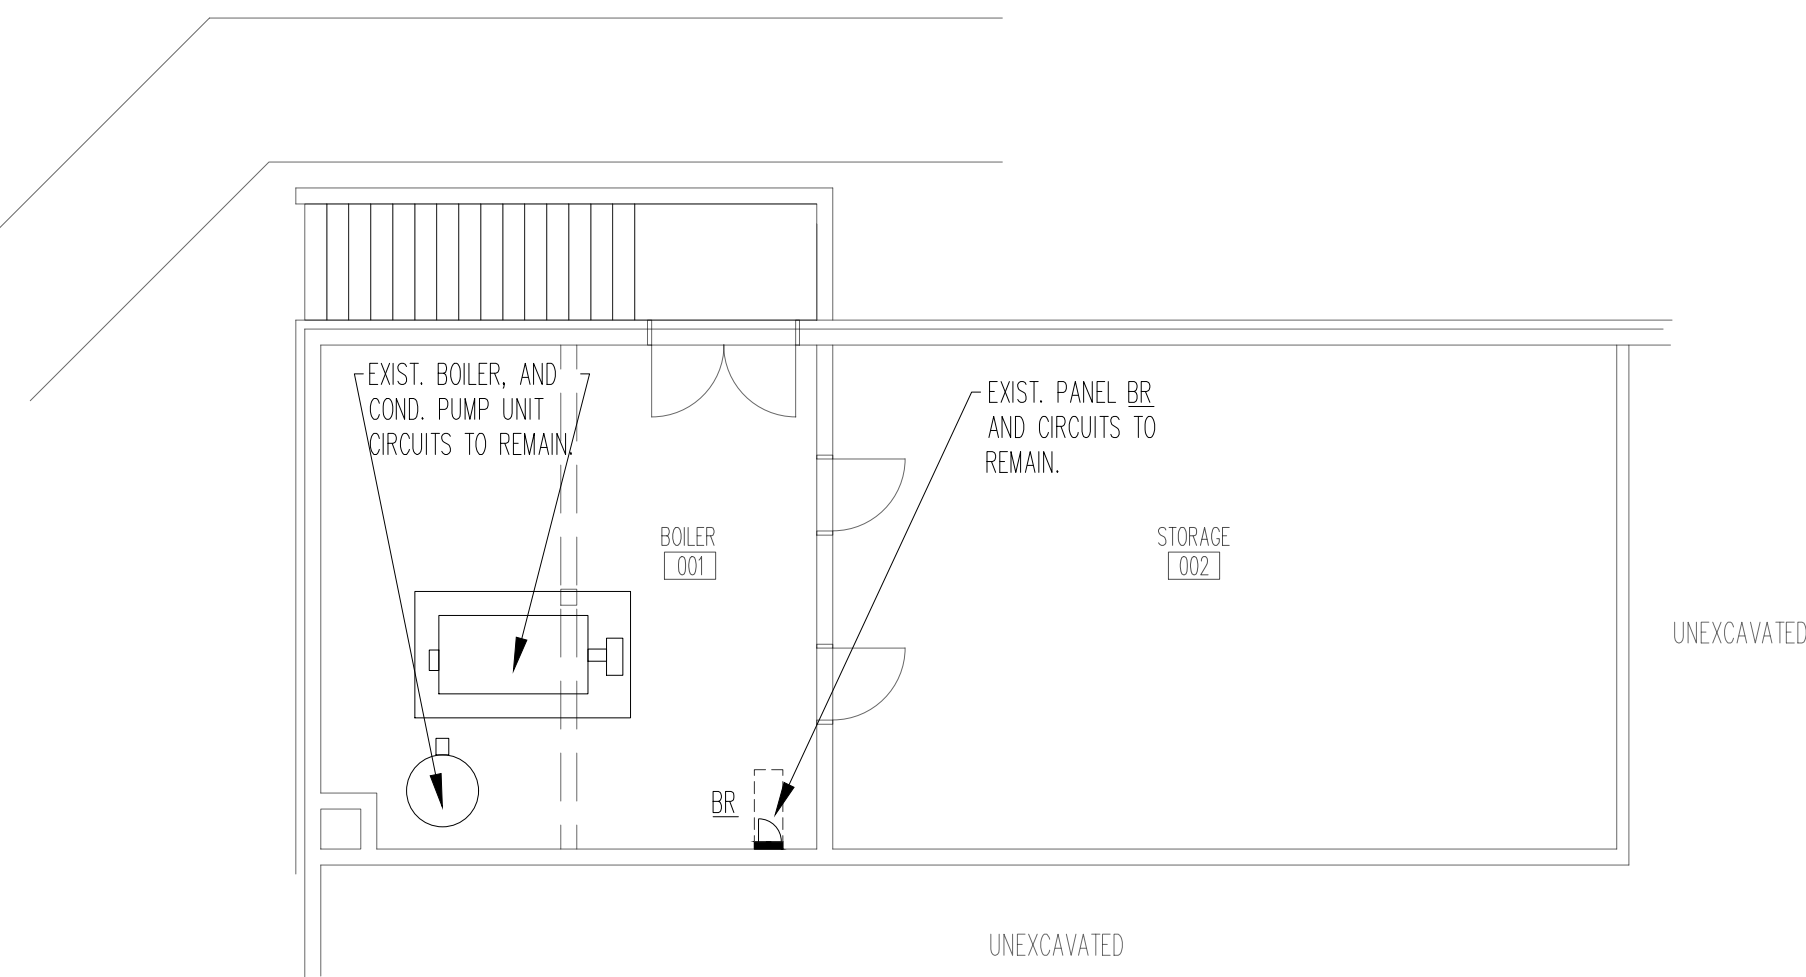 EXIST. BOILER, AND
COND. PUMP UNIT
CIRCUITS TO REMAIN.
EXIST. PANEL BR
AND CIRCUITS TO
REMAIN.
BOILER
001
STORAGE
002
UNEXCAVATED
BR
UNEXCAVATED